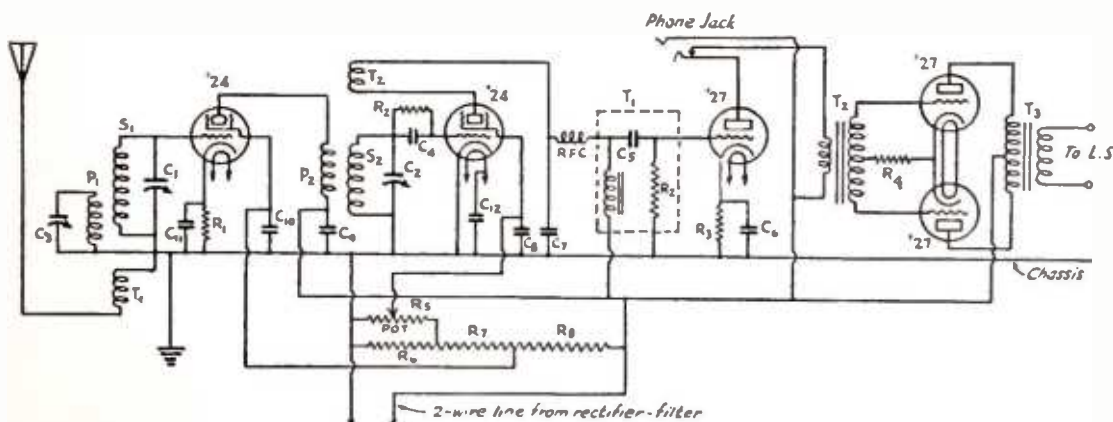 Phone Jack
'24
'24
'27
'27
'27
T2
T1
T2
T3
S1
R2
C4
S2
RFC
C5
R2
R4
To L.S.
P1
C1
P2
C2
C3
C11
R1
C10
C9
C12
C8
C7
R3
C6
T1
Chassis
R5
POT
R6
R7
R8
2-wire line from rectifier-filter